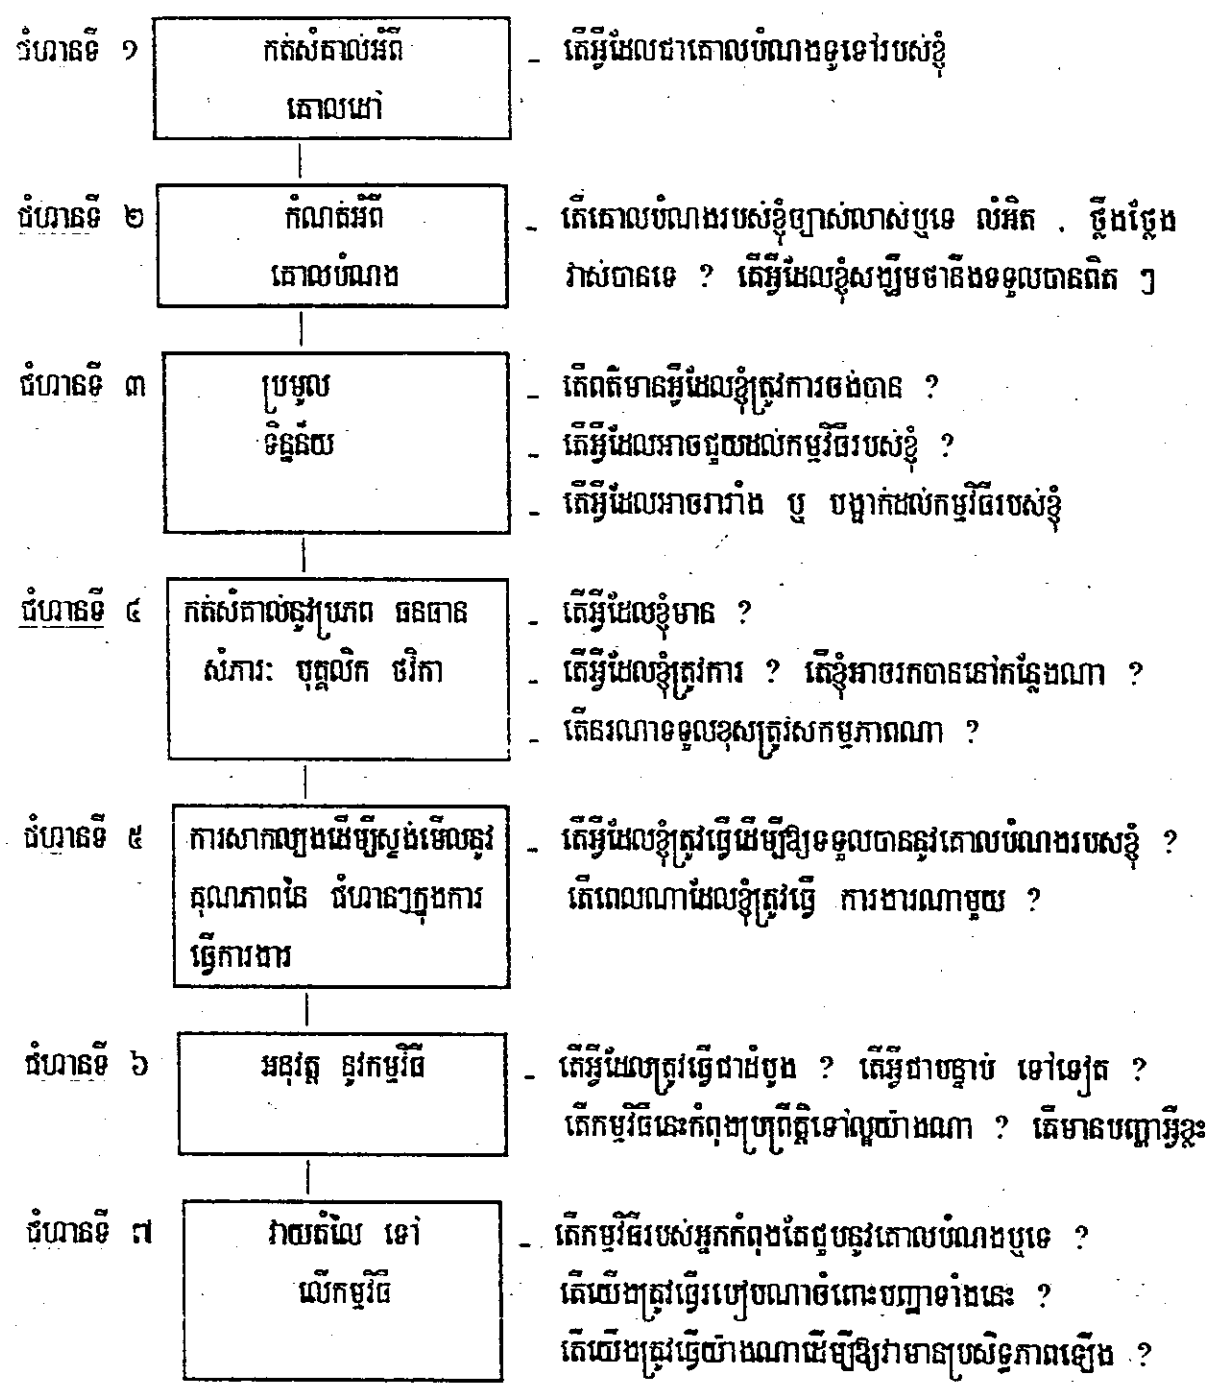 ជំហានទី ១ កត់សំគាល់អំពី - តើអ្វីដែលជាគោលបំណងទូទៅរបស់ខ្ញុំ
គោលដៅ
ជំហានទី ២ កំណត់អំពី - តើគោលបំណងរបស់ខ្ញុំច្បាស់លាស់ឬទេ លំអិត . ថ្លឹងថ្លែង
គោលបំណង វាស់បានទេ ? តើអ្វីដែលខ្ញុំសង្ឃឹមថានឹងទទួលបានពិត ៗ
ជំហានទី ៣ ប្រមូល - តើពត៌មានអ្វីដែលខ្ញុំត្រូវការចង់បាន ?
ទិន្នន័យ - តើអ្វីដែលអាចជួយដល់កម្មវិធីរបស់ខ្ញុំ ?
- តើអ្វីដែលអាចរារាំង ឬ បង្អាក់ដល់កម្មវិធីរបស់ខ្ញុំ
ជំហានទី ៤ កត់សំគាល់នូវប្រភព ធនធាន - តើអ្វីដែលខ្ញុំមាន ?
សំភារៈ បុគ្គលិក ថវិកា - តើអ្វីដែលខ្ញុំត្រូវការ ? តើខ្ញុំអាចរកបាននៅកន្លែងណា ?
- តើនរណាទទួលខុសត្រូវសកម្មភាពណា ?
ជំហានទី ៥ ការសាកល្បងដើម្បីស្ទង់មើលនូវ - តើអ្វីដែលខ្ញុំត្រូវធ្វើដើម្បីឱ្យទទួលបាននូវគោលបំណងរបស់ខ្ញុំ ?
គុណភាពនៃ ជំហានៗក្នុងការ តើពេលណាដែលខ្ញុំត្រូវធ្វើ ការងារណាមួយ ?
ធ្វើការងារ
ជំហានទី ៦ អនុវត្ត នូវកម្មវិធី - តើអ្វីដែលត្រូវធ្វើជាដំបូង ? តើអ្វីជាបន្ទាប់ ទៅទៀត ?
តើកម្មវិធីនេះកំពុងប្រព្រឹត្តិទៅល្អយ៉ាងណា ? តើមានបញ្ហាអ្វីខ្លះ
ជំហានទី ៧ វាយតំលៃ ទៅ - តើកម្មវិធីរបស់អ្នកកំពុងតែជួបនូវគោលបំណងឬទេ ?
លើកម្មវិធី តើយើងត្រូវធ្វើរបៀបណាចំពោះបញ្ហាទាំងនេះ ?
តើយើងត្រូវធ្វើយ៉ាងណាដើម្បីឱ្យវាមានប្រសិទ្ធភាពឡើង ?